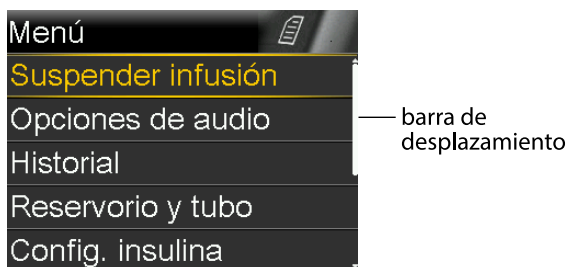 Menú
Suspender infusión
Opciones de audio
Historial
Reservorio y tubo
Config. insulina
barra de
desplazamiento